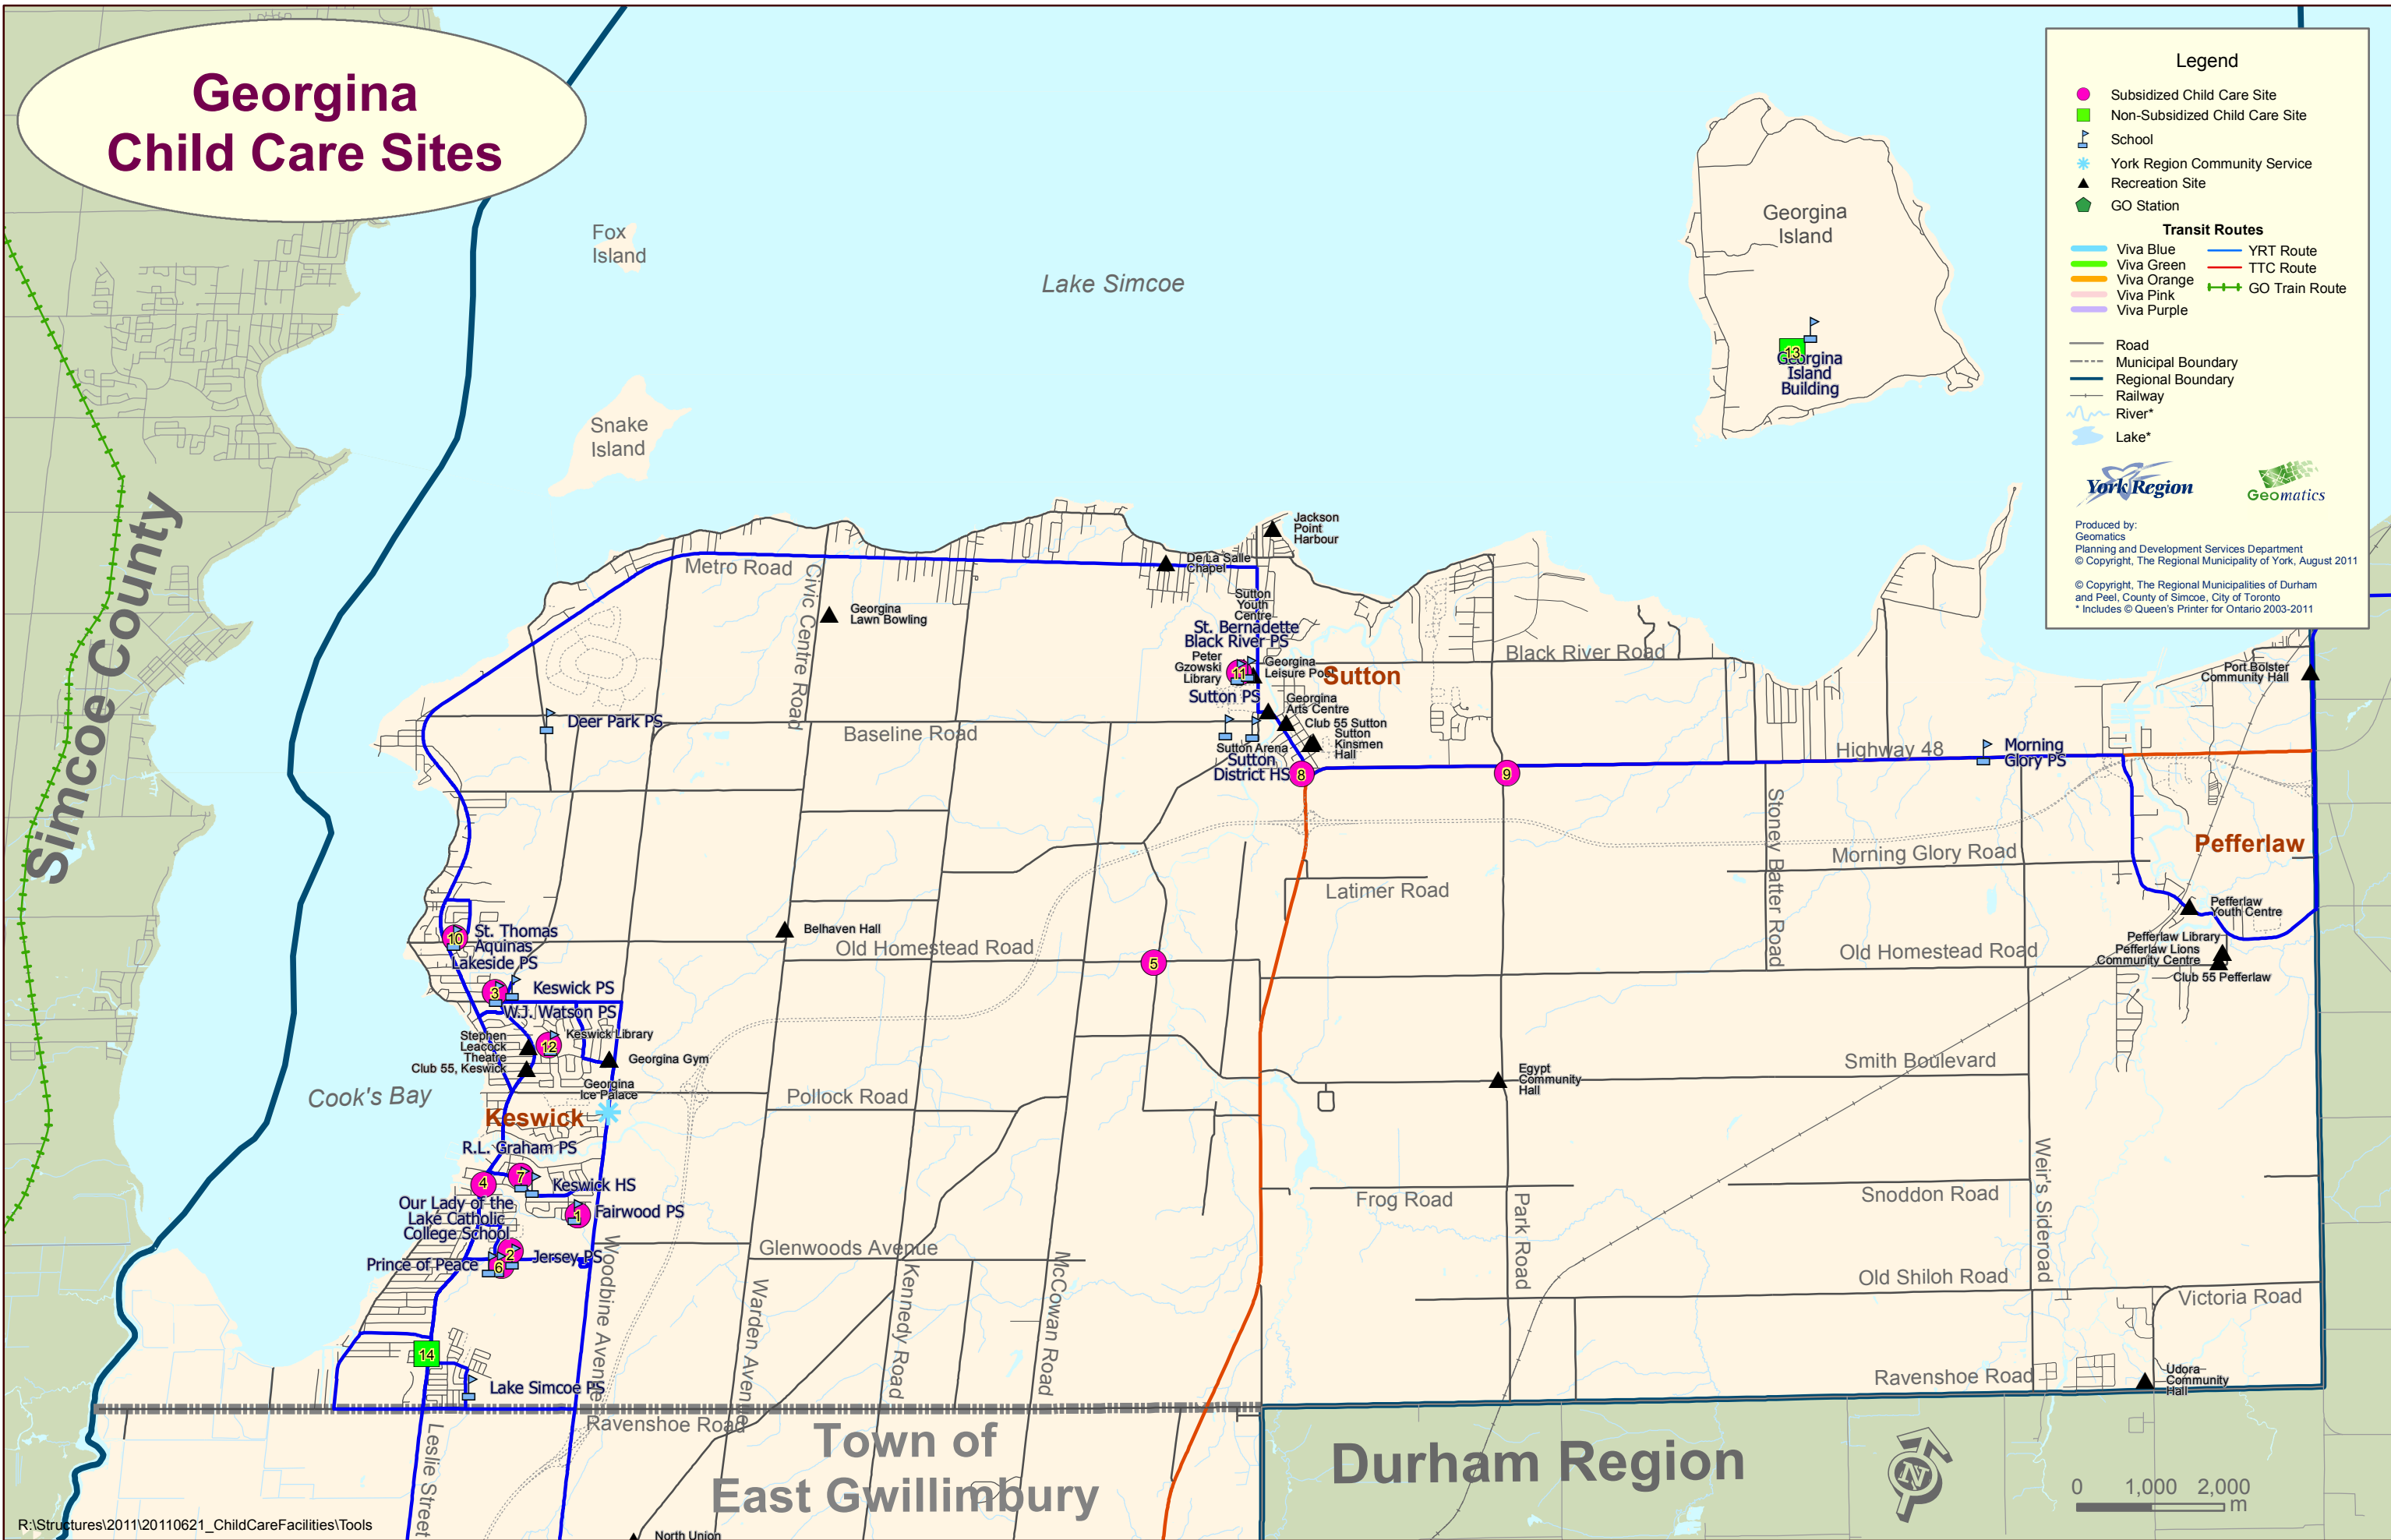 Georgina
Child Care Sites
Legend
Subsidized Child Care Site
Non-Subsidized Child Care Site
School
York Region Community Service
Recreation Site
GO Station
Transit Routes
Viva Blue
Viva Green
Viva Orange
Viva Pink
Viva Purple
YRT Route
TTC Route
GO Train Route
Road
Municipal Boundary
Regional Boundary
Railway
River*
Lake*
York Region
Geomatics
Produced by:
Geomatics
Planning and Development Services Department
© Copyright, The Regional Municipality of York, August 2011
© Copyright, The Regional Municipalities of Durham
and Peel, County of Simcoe, City of Toronto
* Includes © Queen's Printer for Ontario 2003-2011
Fox
Island
Lake Simcoe
Georgina
Island
13
Georgina
Island
Building
Snake
Island
Simcoe County
Jackson
Point
Harbour
De La Salle
Chapel
Metro Road
Civic Centre Road
Georgina
Lawn Bowling
Sutton
Youth
Centre
St. Bernadette
Black River PS
Peter
Gzowski
Library
11
Georgina
Leisure Pool
Sutton
Black River Road
Port Bolster
Community Hall
Sutton PS
Georgina
Arts Centre
Deer Park PS
Baseline Road
Club 55 Sutton
Sutton
Kinsmen
Hall
Sutton Arena
Sutton
District HS
8
9
Highway 48
Morning
Glory PS
Stoney Batter Road
Pefferlaw
Morning Glory Road
Latimer Road
Pefferlaw
Youth Centre
10
St. Thomas
Aquinas
Lakeside PS
Belhaven Hall
Old Homestead Road
5
Old Homestead Road
Pefferlaw Library
Pefferlaw Lions
Community Centre
Club 55 Pefferlaw
3
Keswick PS
W.J. Watson PS
Stephen
Leacock
Theatre
12
Keswick Library
Club 55, Keswick
Georgina Gym
Georgina
Ice Palace
Cook's Bay
Keswick
Pollock Road
Egypt
Community
Hall
Smith Boulevard
R.L. Graham PS
7
4
Keswick HS
Our Lady of the
Lake Catholic
College School
1
Fairwood PS
2
Jersey PS
Prince of Peace
6
Woodbine Avenue
Glenwoods Avenue
Warden Avenue
Kennedy Road
McCowan Road
Frog Road
Park Road
Snoddon Road
Weir's Sideroad
Old Shiloh Road
Victoria Road
14
Lake Simcoe PS
Ravenshoe Road
Udora
Community
Hall
Ravenshoe Road
Leslie Street
Town of
East Gwillimbury
Durham Region
N
0 1,000 2,000
m
R:\Structures\2011\20110621_ChildCareFacilities\Tools
North Union